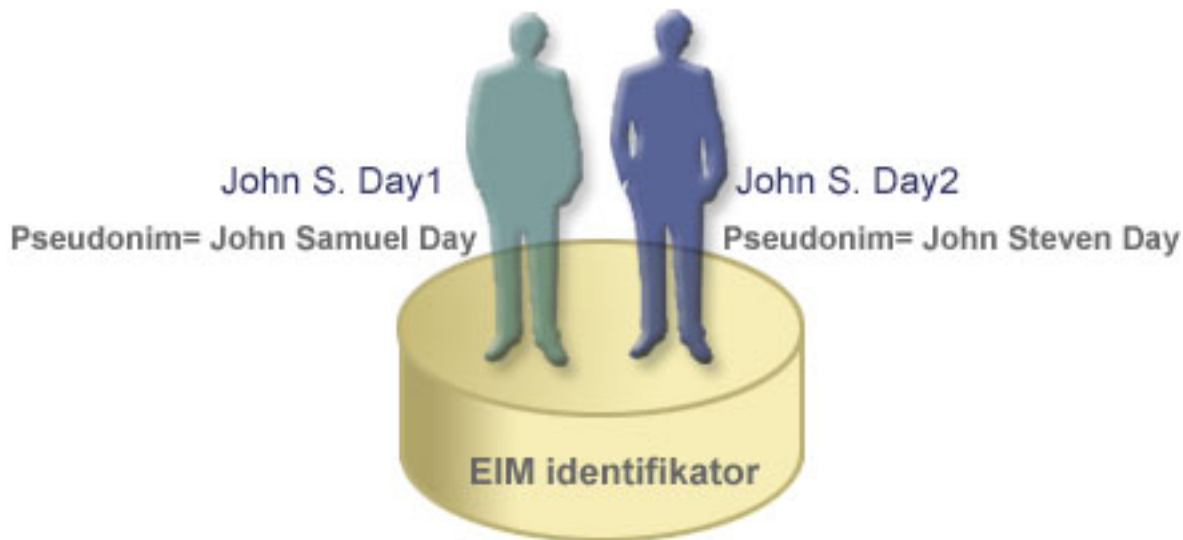 John S. Day1
John S. Day2
Pseudonim= John Samuel Day
Pseudonim= John Steven Day
EIM identifikator